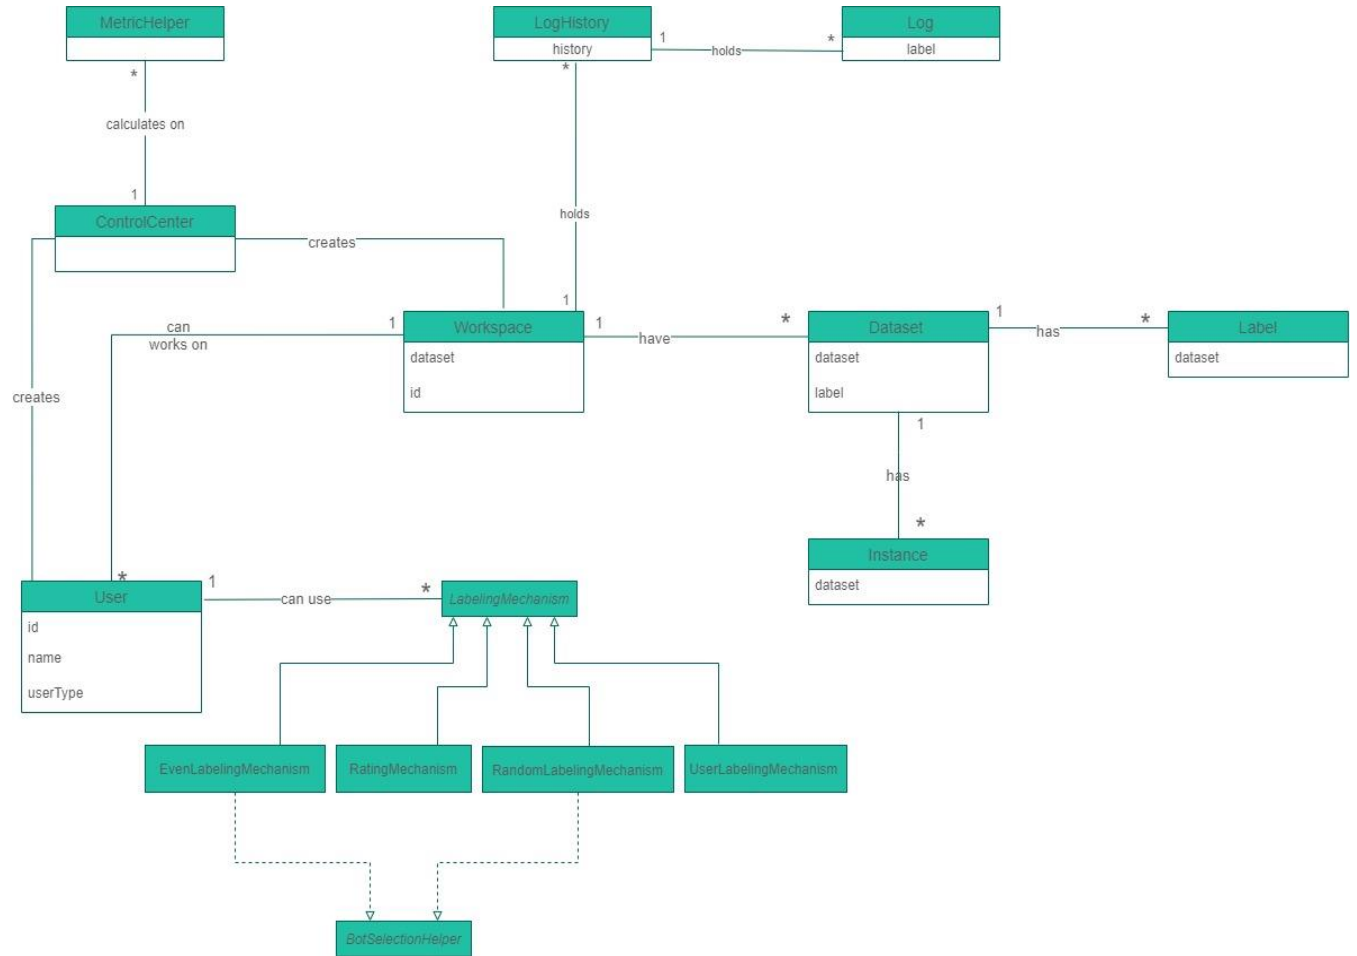 MetricHelper
LogHistory
history
Log
label
1
holds
*
*
*
calculates on
1
ControlCenter
creates
holds
1
creates
can
works on
1
Workspace
dataset
id
1
have
*
Dataset
dataset
label
1
has
*
Label
dataset
1
has
*
Instance
dataset
*
User
id
name
userType
1
can use
*
LabelingMechanism
EvenLabelingMechanism
RatingMechanism
RandomLabelingMechanism
UserLabelingMechanism
BotSelectionHelper